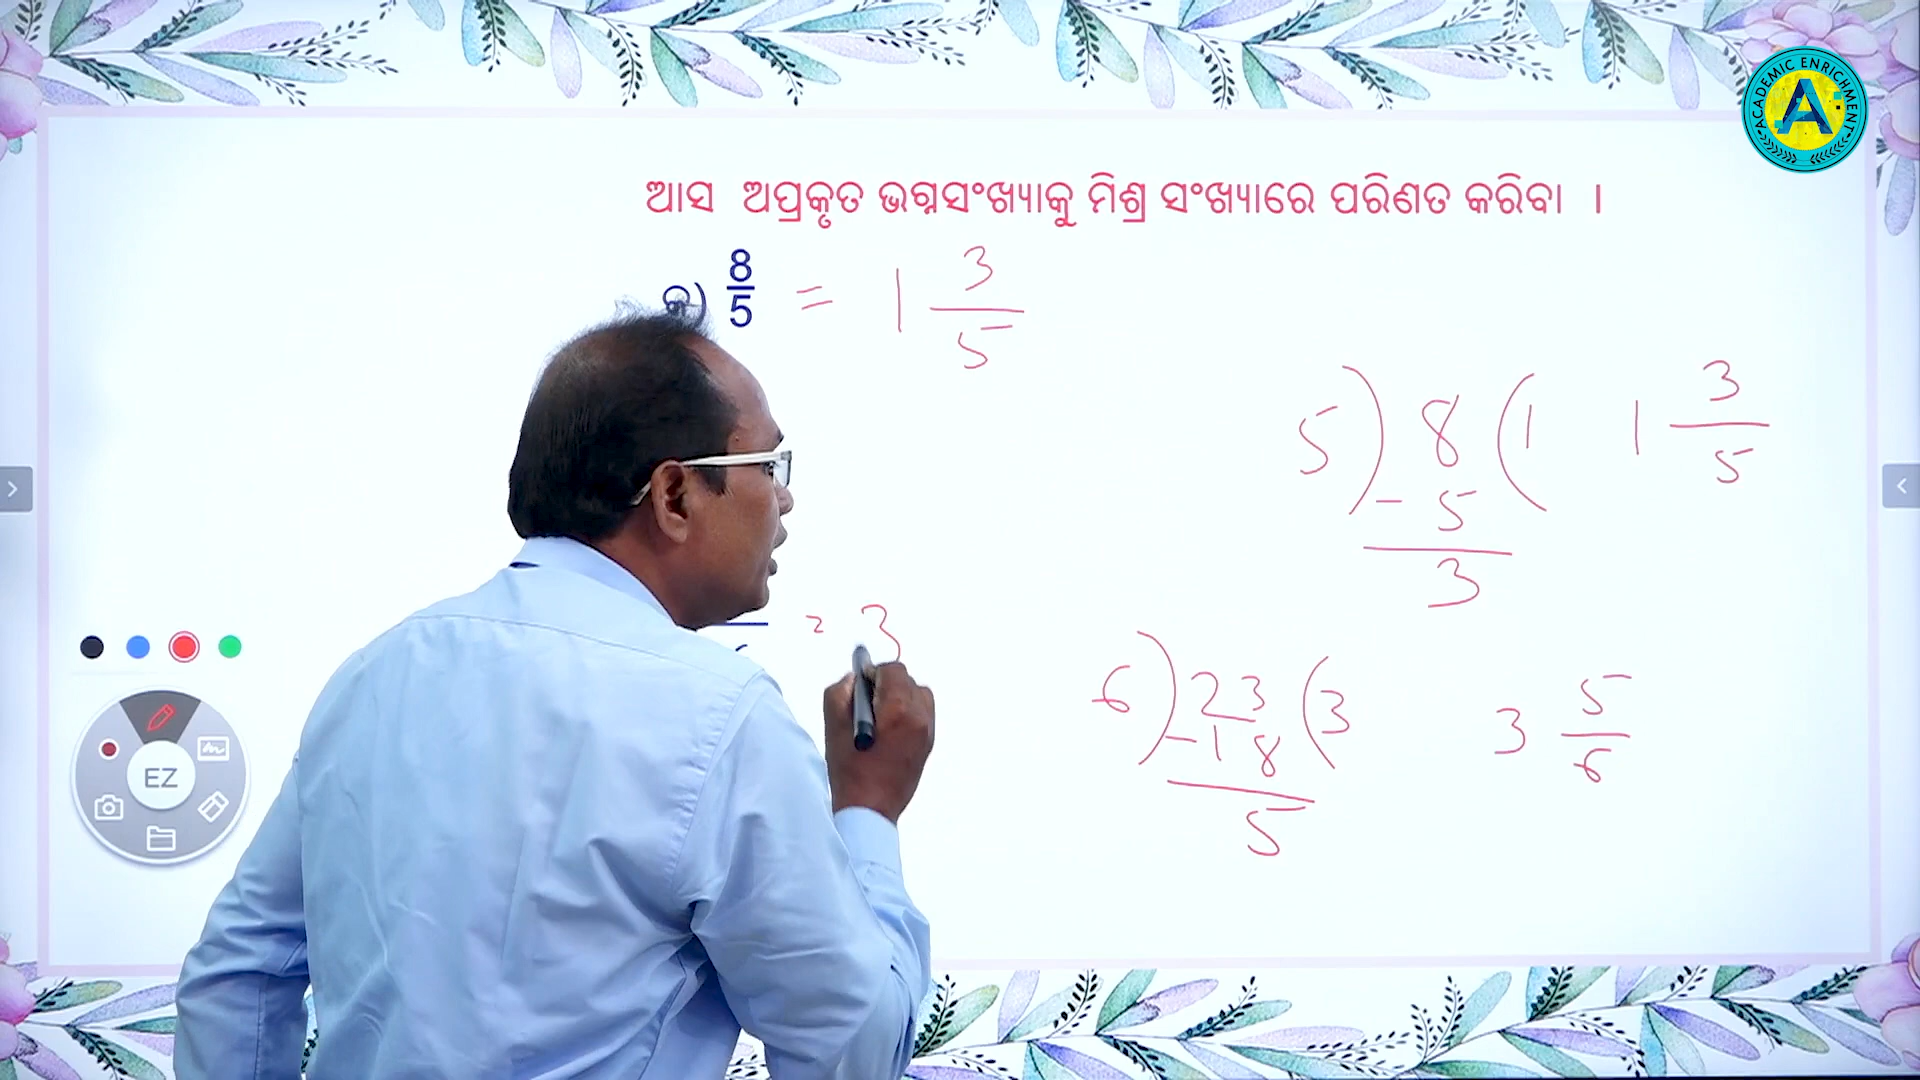 ACADEMIC ENRICHMENT
A
ଆସ ଅପ୍ରକୃତ ଭଗ୍ନସଂଖ୍ୟାକୁ ମିଶ୍ର ସଂଖ୍ୟାରେ ପରିଣତ କରିବା ।
କ) 8/5 = 1 3/5
5) 8 (1 1 3/5
- 5
3
= 3
6) 23 (3 3 5/6
- 18
5
EZ